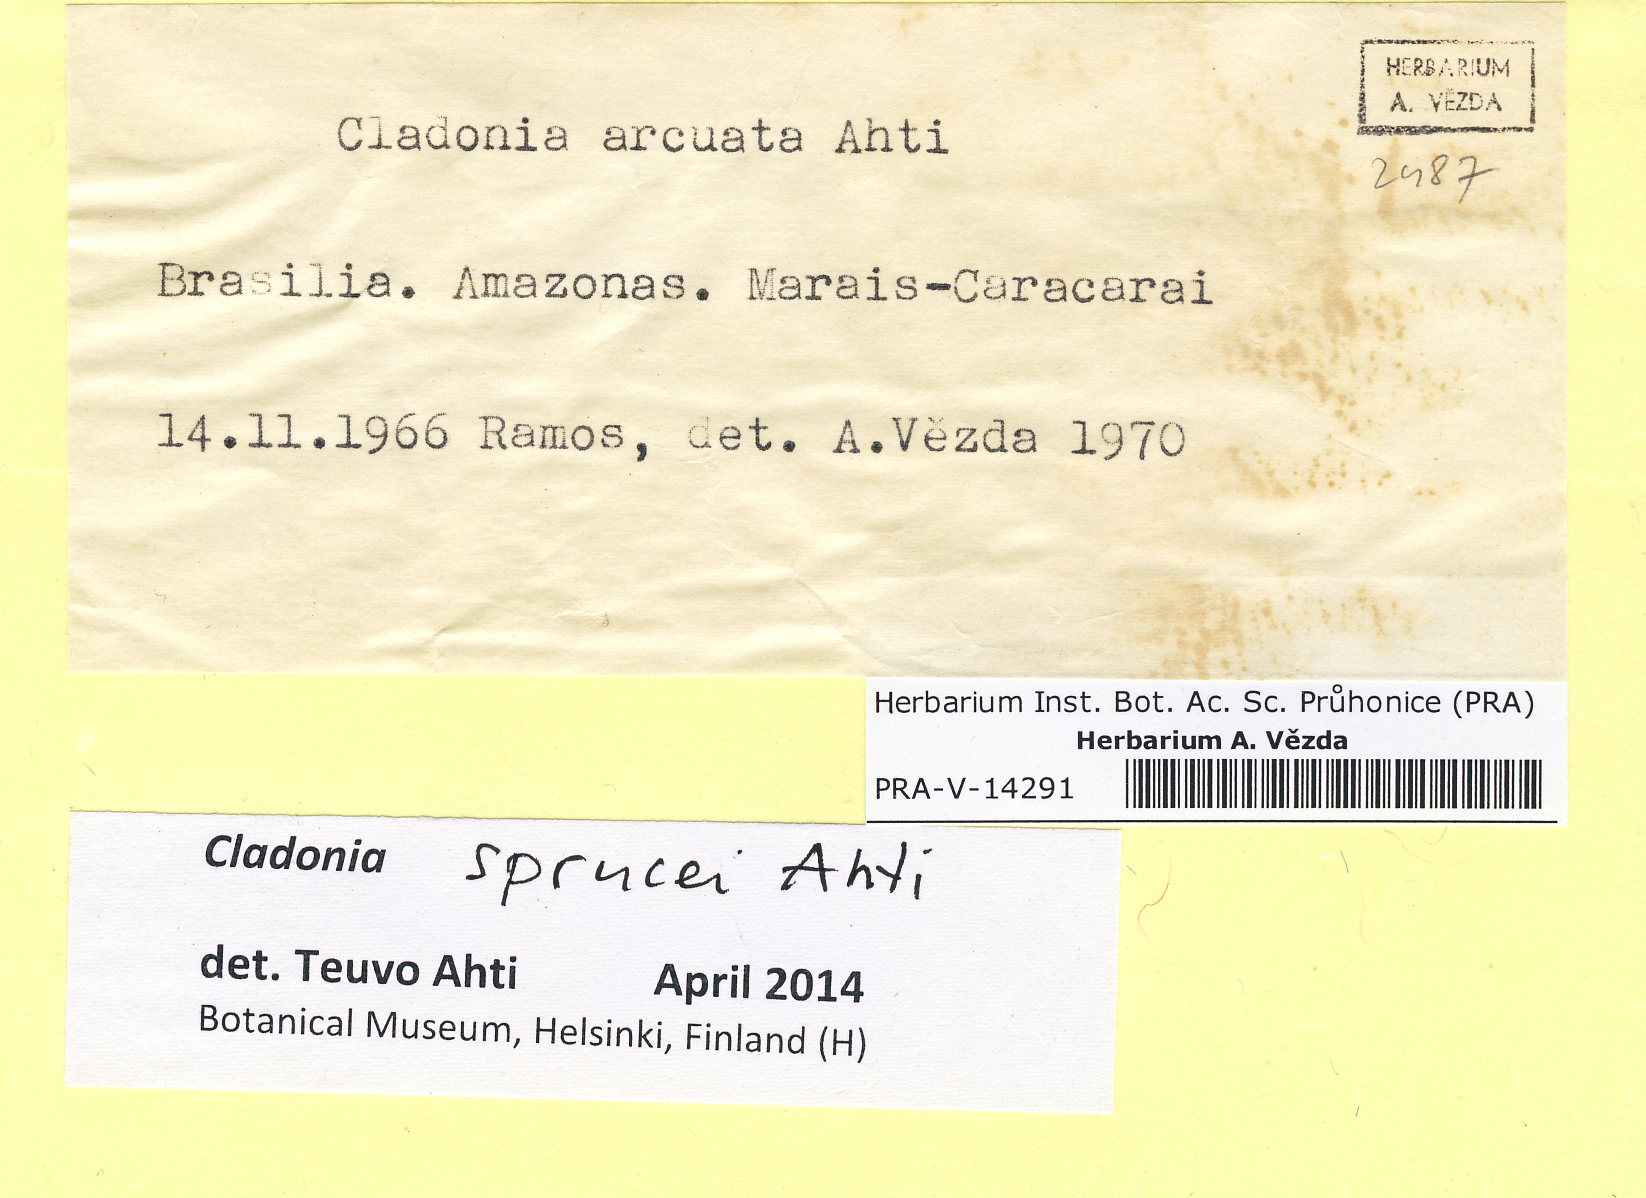 HERBARIUM
A. VĚZDA
2487
Cladonia arcuata Ahti
Brasilia. Amazonas. Marais-Caracarai
14.11.1966 Ramos, det. A.Vězda 1970
Herbarium Inst. Bot. Ac. Sc. Průhonice (PRA)
Herbarium A. Vězda
PRA-V-14291
Cladonia sprucei Ahti
det. Teuvo Ahti April 2014
Botanical Museum, Helsinki, Finland (H)